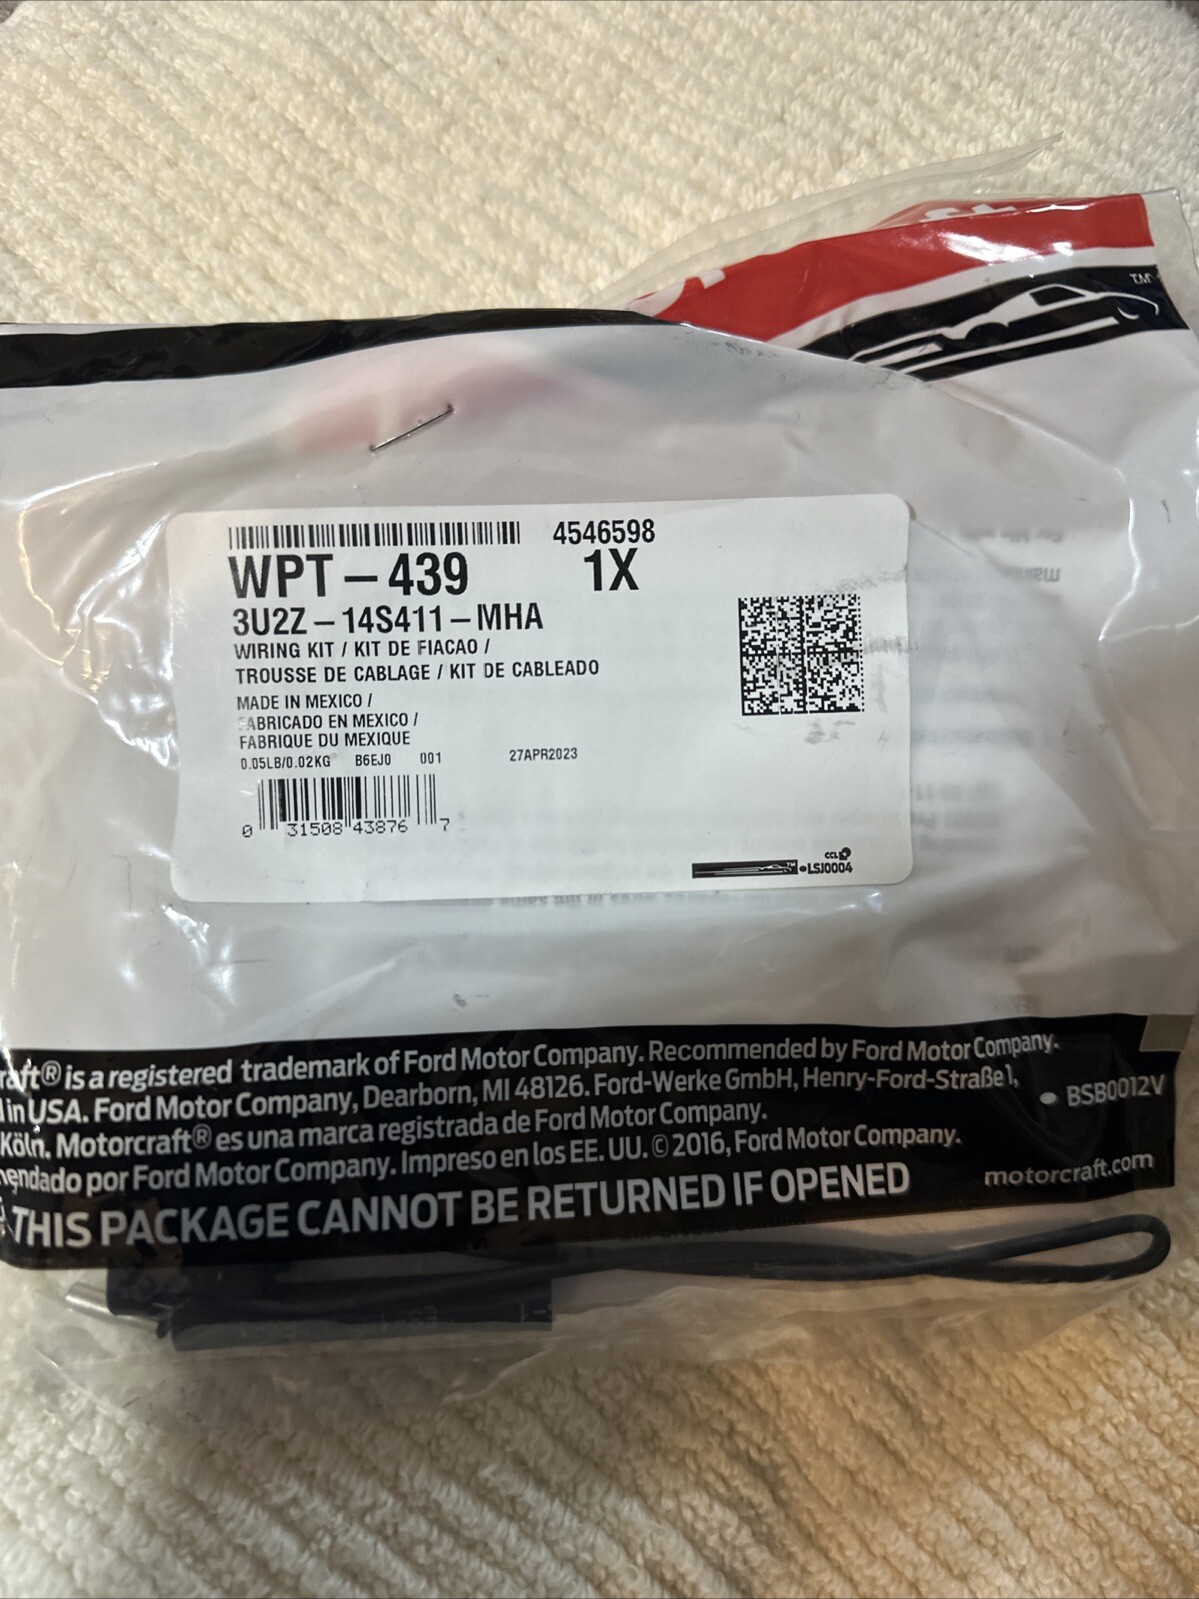 TM
4546598
WPT-439 1X
3U2Z-14S411-MHA
WIRING KIT / KIT DE FIACAO /
TROUSSE DE CABLAGE / KIT DE CABLEADO
MADE IN MEXICO /
FABRICADO EN MEXICO /
FABRIQUE DU MEXIQUE
0.05LB/0.02KG B6EJ0 001 27APR2023
0 31508 43876 7
CCL
•LSJ0004
raft® is a registered trademark of Ford Motor Company. Recommended by Ford Motor Company.
in USA. Ford Motor Company, Dearborn, MI 48126. Ford-Werke GmbH, Henry-Ford-Straße 1,
Köln. Motorcraft® es una marca registrada de Ford Motor Company.
endado por Ford Motor Company. Impreso en los EE. UU. © 2016, Ford Motor Company.
• BSB0012V
motorcraft.com
THIS PACKAGE CANNOT BE RETURNED IF OPENED